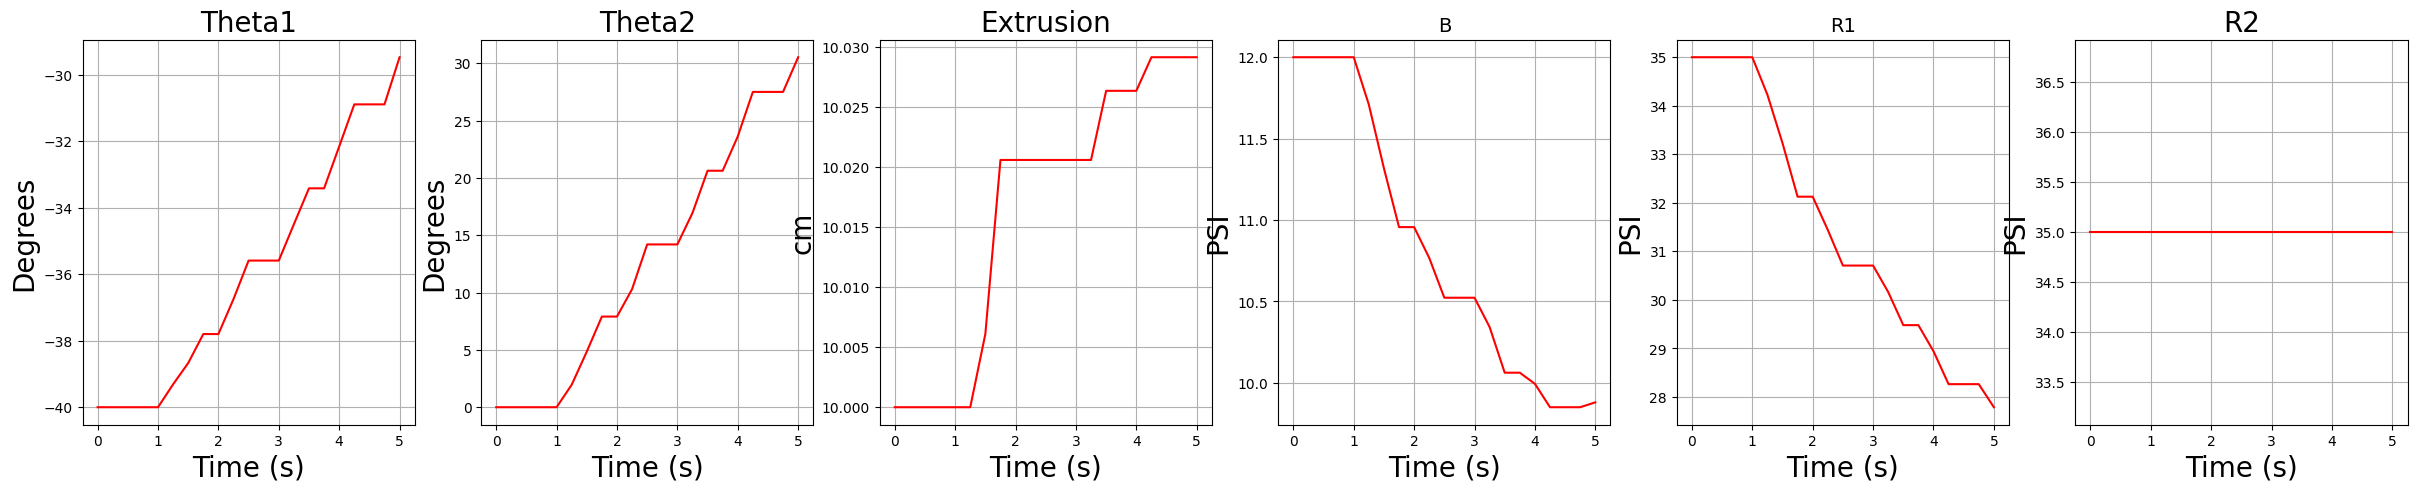 Theta1
Degrees
−30
−32
−34
−36
−38
−40
0 1 2 3 4 5
Time (s)
Theta2
Degrees
30
25
20
15
10
5
0
0 1 2 3 4 5
Time (s)
Extrusion
cm
10.030
10.025
10.020
10.015
10.010
10.005
10.000
0 1 2 3 4 5
Time (s)
B
PSI
12.0
11.5
11.0
10.5
10.0
0 1 2 3 4 5
Time (s)
R1
PSI
35
34
33
32
31
30
29
28
0 1 2 3 4 5
Time (s)
R2
PSI
36.5
36.0
35.5
35.0
34.5
34.0
33.5
0 1 2 3 4 5
Time (s)